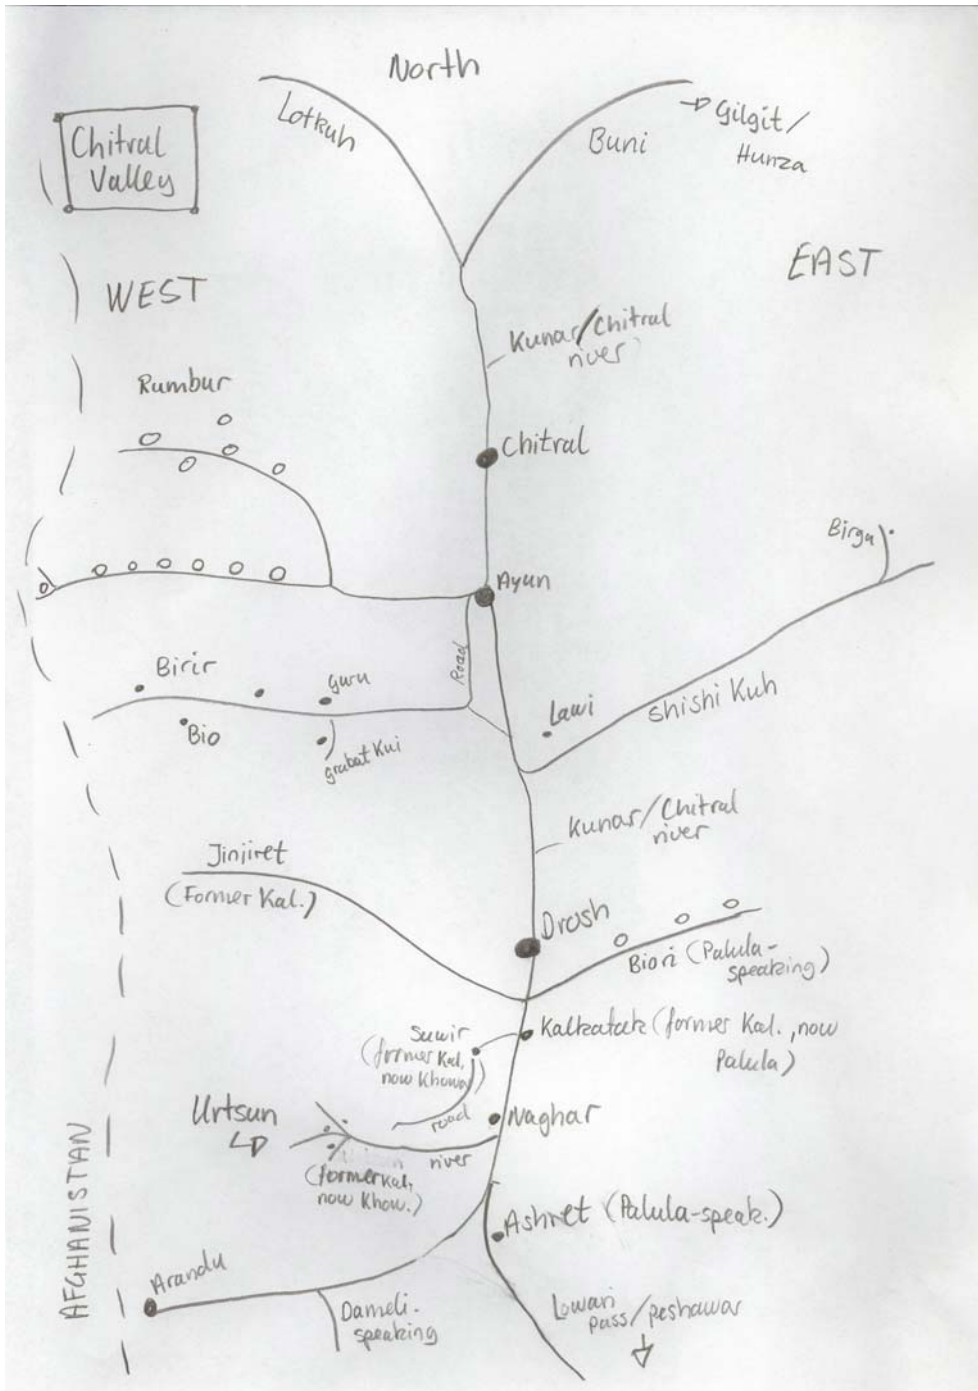 North
Lotkuh
Buni
Gilgit/
Hunza
Chitral
Valley
WEST
EAST
Kunar/Chitral
river
Rumbur
Chitral
Birga
Ayun
Road
Birir
guru
Bio
grabat Kui
Lawi
Shishi Kuh
Kunar/Chitral
river
Jinjiret
(Former Kal.)
Drosh
Biori (Palula-
speaking)
Suwir
(former Kal,
now Khowar)
Kalkatak (former Kal., now
Palula)
Urtsun
road
Naghar
river
(former Kal,
now Khow.)
Ashret (Palula-speak.)
AFGHANISTAN
Arandu
Dameli-
speaking
Lowari
pass/peshawar